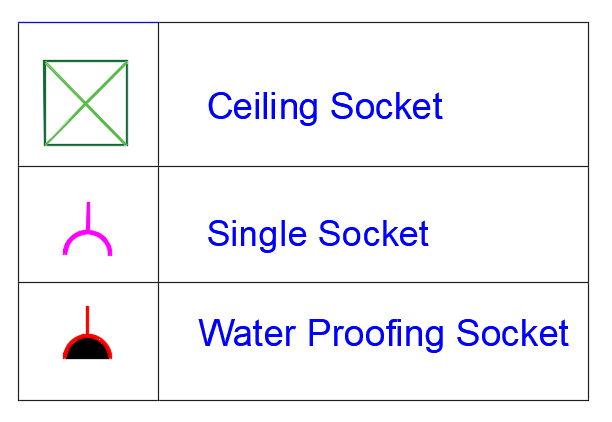 Ceiling Socket
Single Socket
Water Proofing Socket